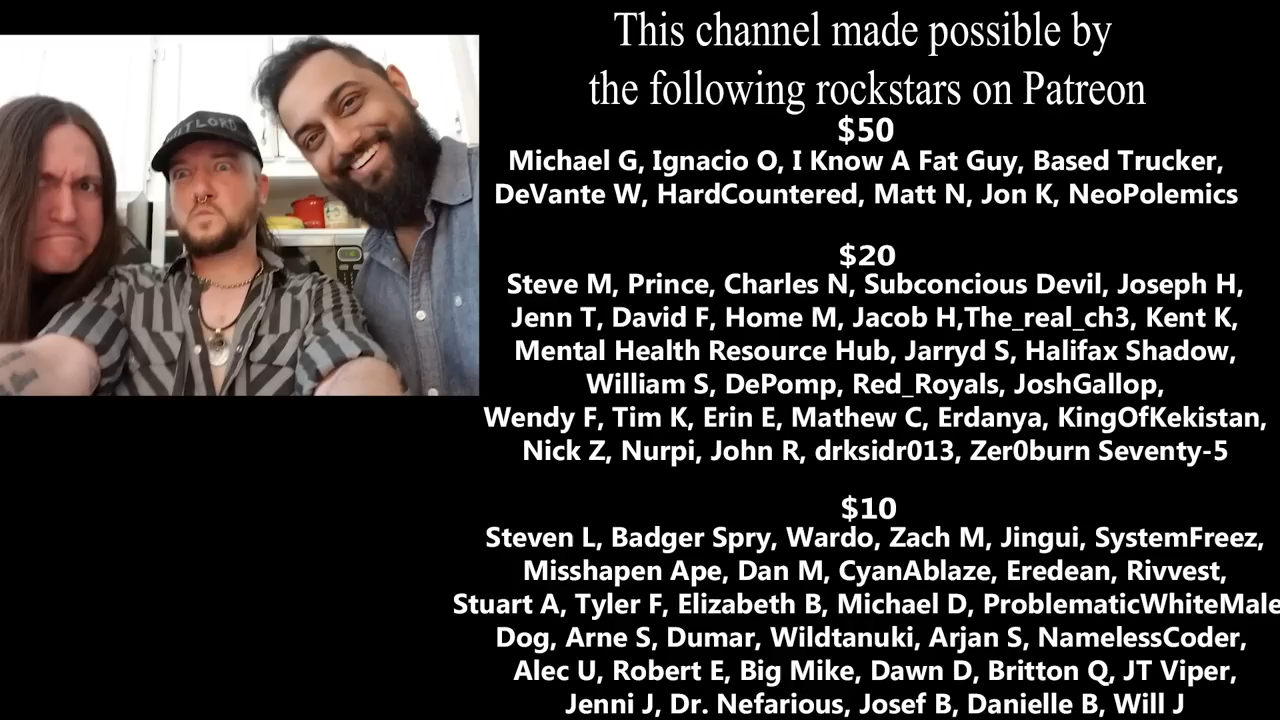 This channel made possible by
the following rockstars on Patreon
$50
Michael G, Ignacio O, I Know A Fat Guy, Based Trucker,
DeVante W, HardCountered, Matt N, Jon K, NeoPolemics
$20
Steve M, Prince, Charles N, Subconcious Devil, Joseph H,
Jenn T, David F, Home M, Jacob H,The_real_ch3, Kent K,
Mental Health Resource Hub, Jarryd S, Halifax Shadow,
William S, DePomp, Red_Royals, JoshGallop,
Wendy F, Tim K, Erin E, Mathew C, Erdanya, KingOfKekistan,
Nick Z, Nurpi, John R, drksidr013, Zer0burn Seventy-5
$10
Steven L, Badger Spry, Wardo, Zach M, Jingui, SystemFreez,
Misshapen Ape, Dan M, CyanAblaze, Eredean, Rivvest,
Stuart A, Tyler F, Elizabeth B, Michael D, ProblematicWhiteMale
Dog, Arne S, Dumar, Wildtanuki, Arjan S, NamelessCoder,
Alec U, Robert E, Big Mike, Dawn D, Britton Q, JT Viper,
Jenni J, Dr. Nefarious, Josef B, Danielle B, Will J